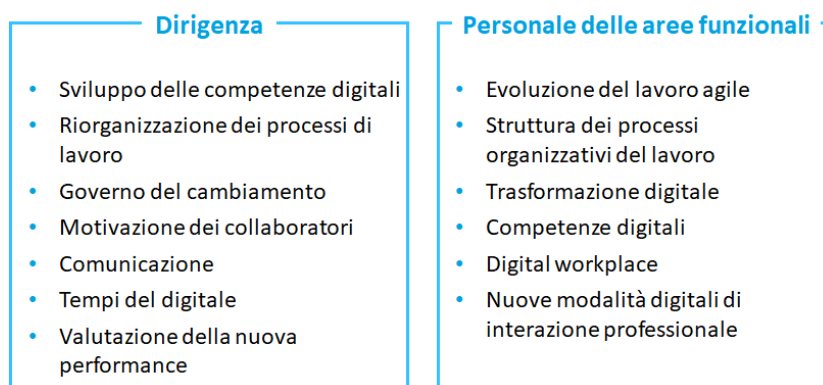 Dirigenza
• Sviluppo delle competenze digitali
• Riorganizzazione dei processi di
lavoro
• Governo del cambiamento
• Motivazione dei collaboratori
• Comunicazione
• Tempi del digitale
• Valutazione della nuova
performance
Personale delle aree funzionali
• Evoluzione del lavoro agile
• Struttura dei processi
organizzativi del lavoro
• Trasformazione digitale
• Competenze digitali
• Digital workplace
• Nuove modalità digitali di
interazione professionale